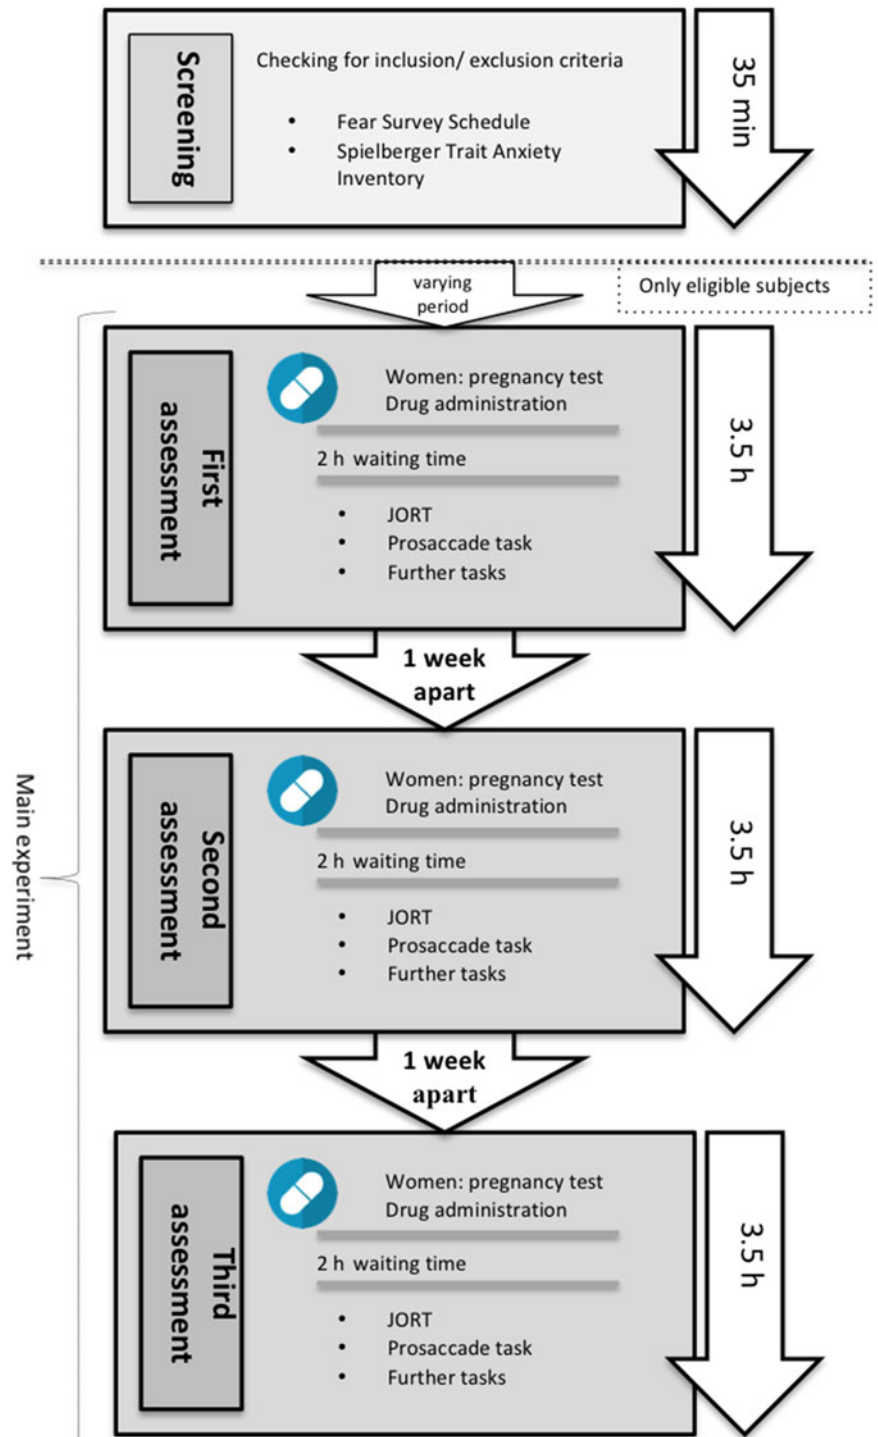 Screening
Checking for inclusion/ exclusion criteria
• Fear Survey Schedule
• Spielberger Trait Anxiety
Inventory
35 min
varying
period
Only eligible subjects
Main experiment
First
assessment
Women: pregnancy test
Drug administration
2 h waiting time
• JORT
• Prosaccade task
• Further tasks
3.5 h
1 week
apart
Second
assessment
Women: pregnancy test
Drug administration
2 h waiting time
• JORT
• Prosaccade task
• Further tasks
3.5 h
1 week
apart
Third
assessment
Women: pregnancy test
Drug administration
2 h waiting time
• JORT
• Prosaccade task
• Further tasks
3.5 h